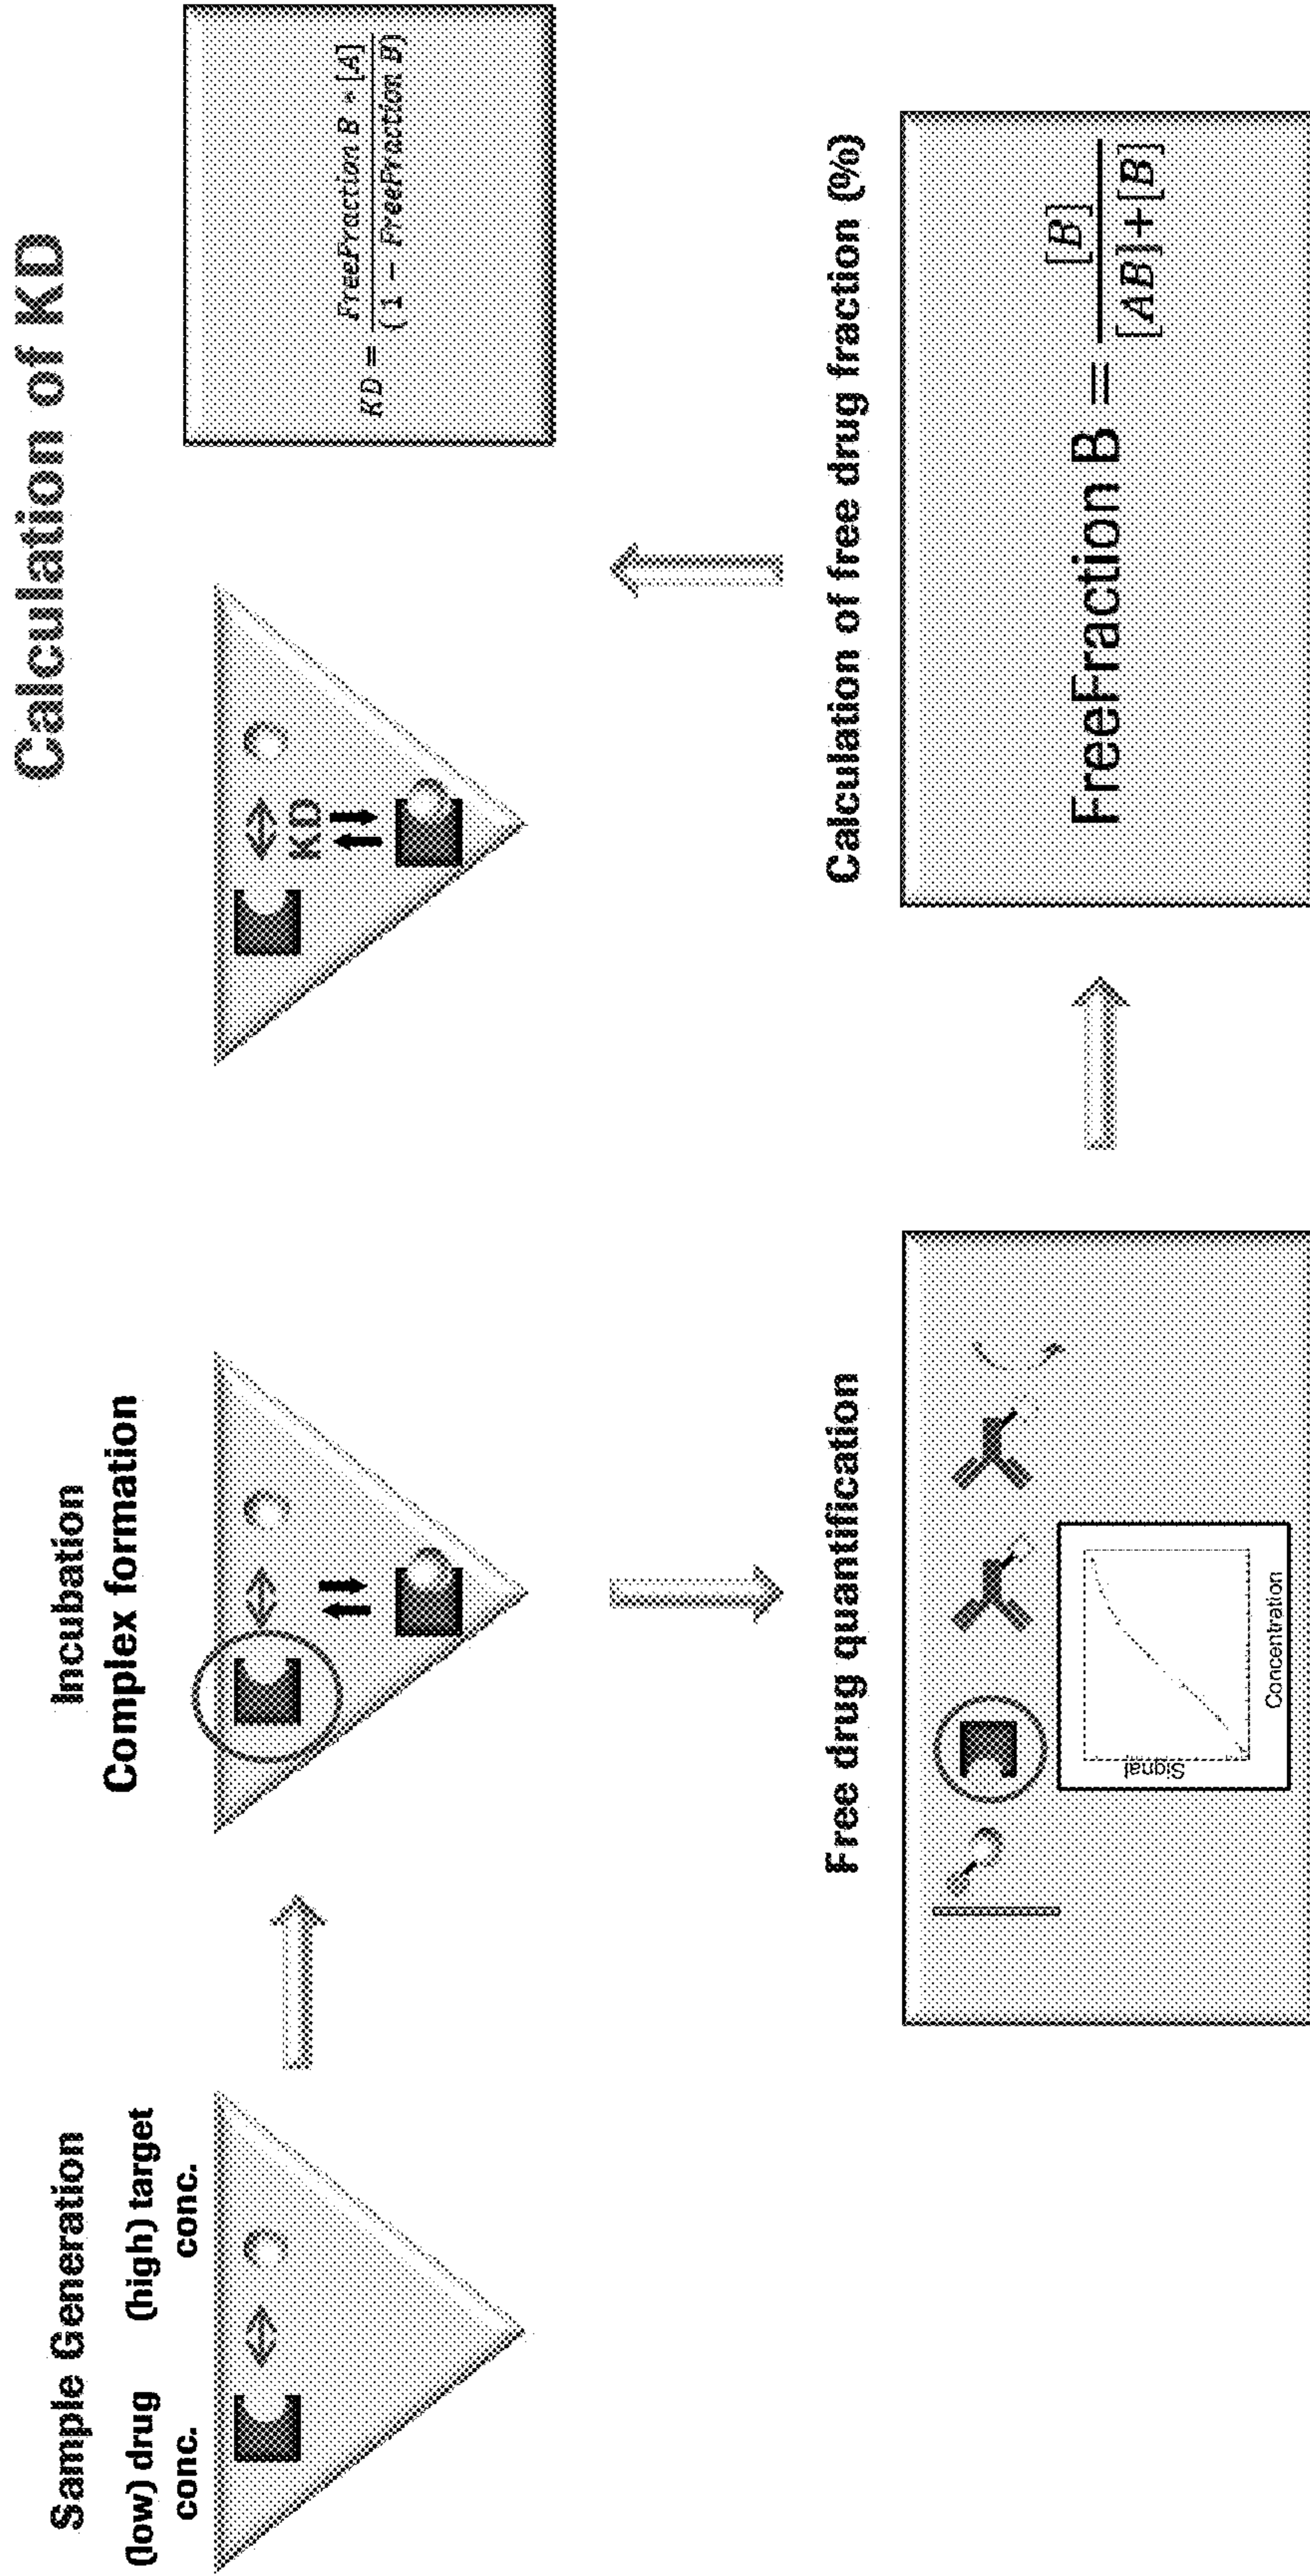 Sample Generation
(low) drug
conc.
(high) target
conc.
Incubation
Complex formation
Calculation of KD
KD
KD = FreeFraction B * [A]
(1 − FreeFraction B)
Free drug quantification
Signal
Concentration
Calculation of free drug fraction (%)
FreeFraction B = [B]
[AB]+[B]